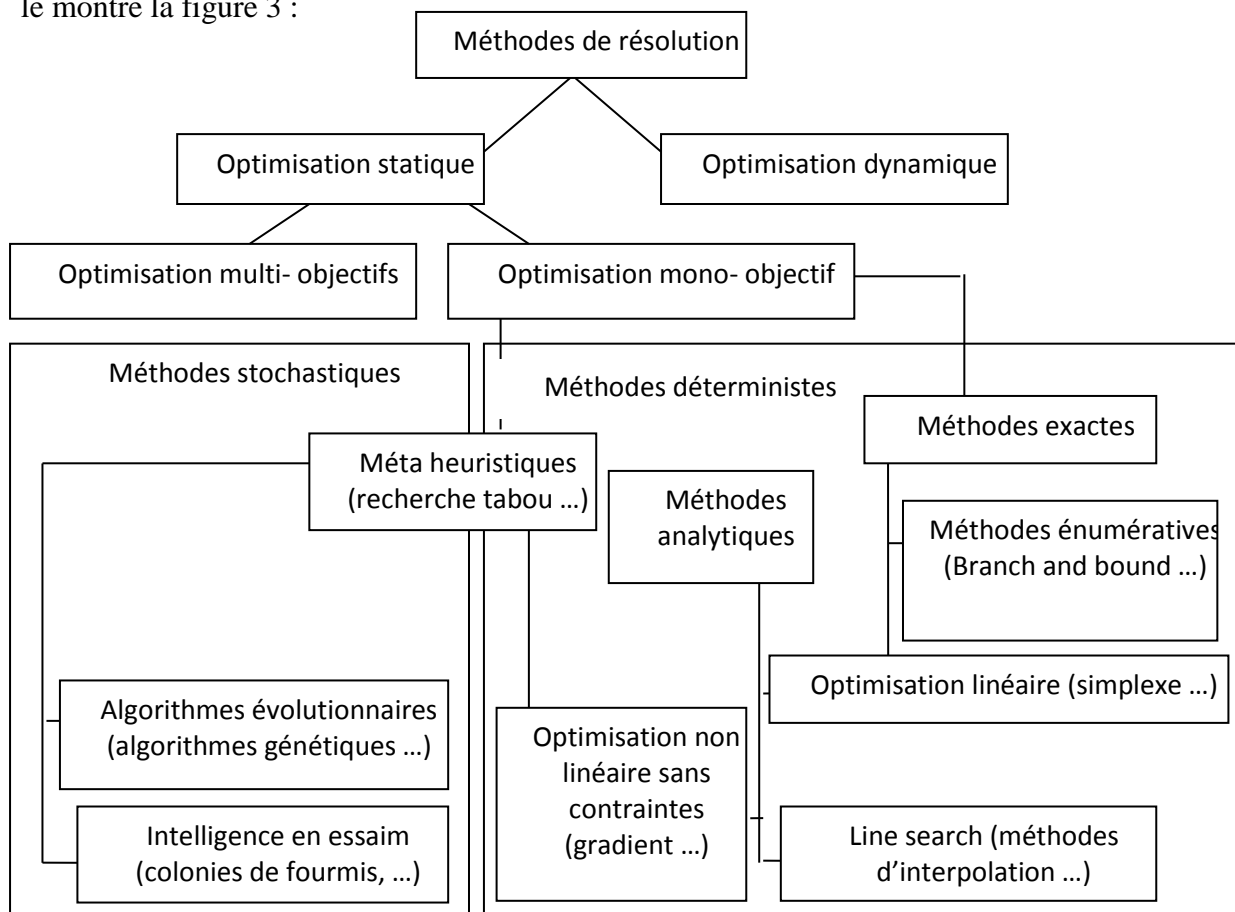 le montre la figure 3 :
Méthodes de résolution
Optimisation statique
Optimisation dynamique
Optimisation multi- objectifs
Optimisation mono- objectif
Méthodes stochastiques
Méthodes déterministes
Méthodes exactes
Méta heuristiques
(recherche tabou ...)
Méthodes
analytiques
Méthodes énumératives
(Branch and bound ...)
Optimisation linéaire (simplexe ...)
Algorithmes évolutionnaires
(algorithmes génétiques ...)
Optimisation non
linéaire sans
contraintes
(gradient ...)
Intelligence en essaim
(colonies de fourmis, ...)
Line search (méthodes
d’interpolation ...)